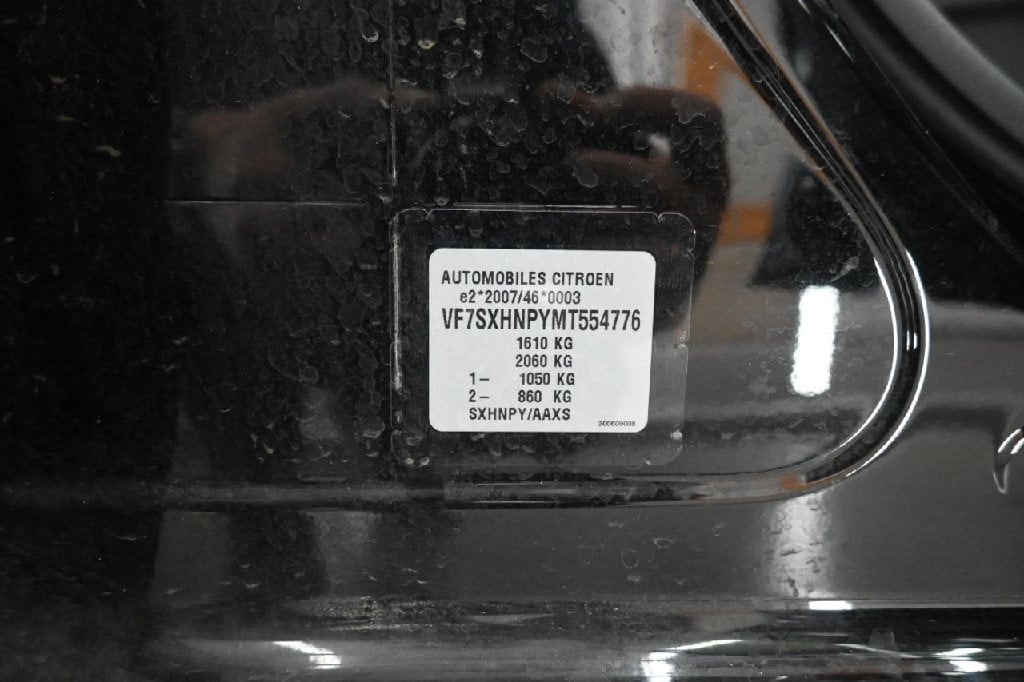 AUTOMOBILES CITROEN
e2*2007/46*0003
VF7SXHNPYMT554776
1610 KG
2060 KG
1- 1050 KG
2- 860 KG
SXHNPY/AAXS